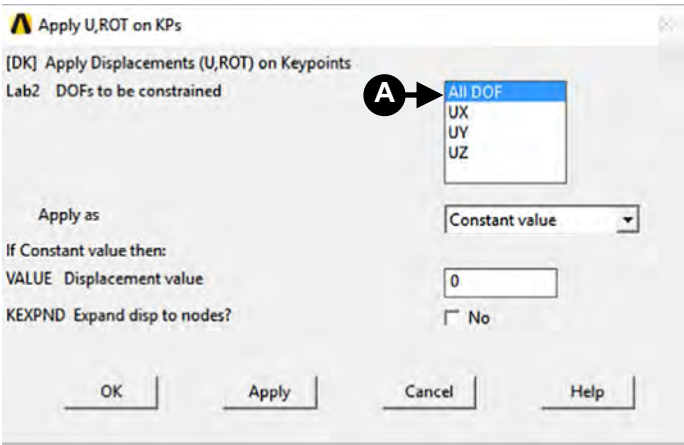 Apply U,ROT on KPs
[DK] Apply Displacements (U,ROT) on Keypoints
Lab2 DOFs to be constrained
A
All DOF
UX
UY
UZ
Apply as
Constant value
If Constant value then:
VALUE Displacement value
0
KEXPND Expand disp to nodes?
No
OK Apply Cancel Help